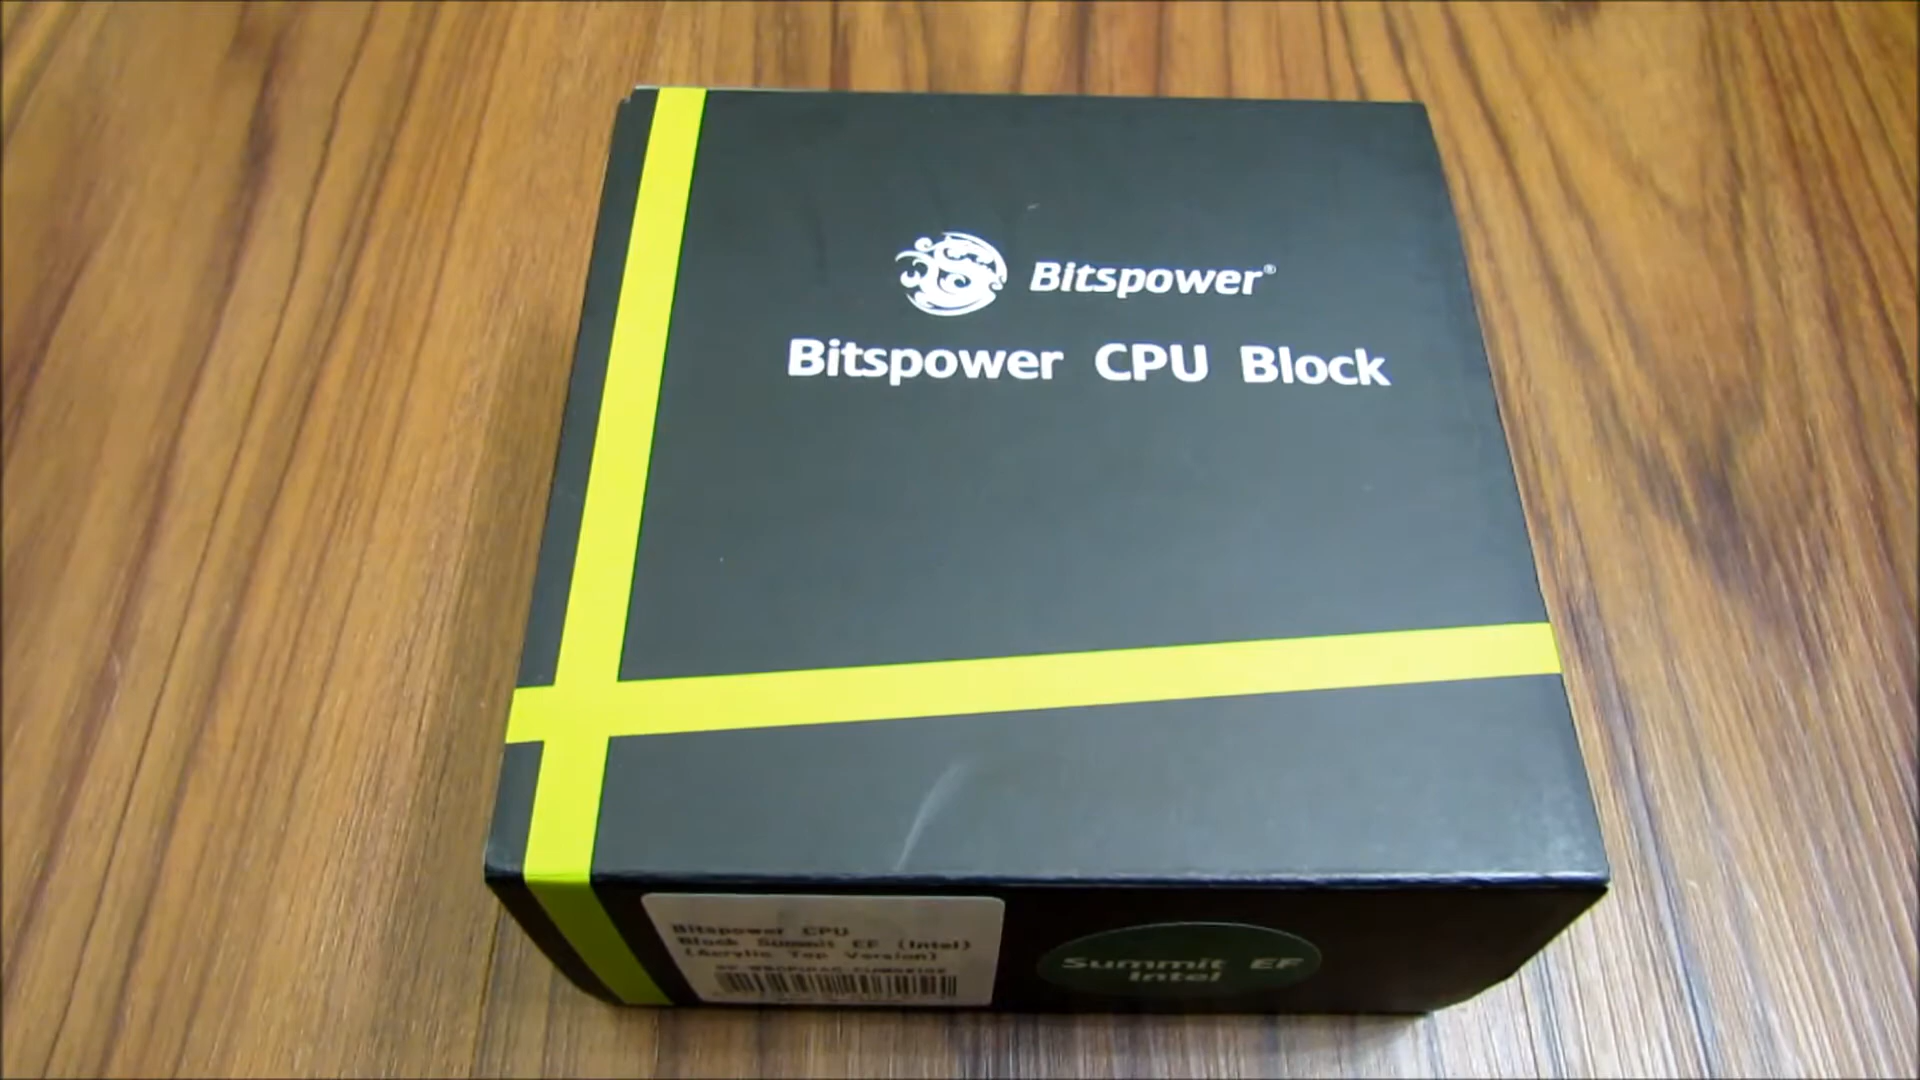 Bitspower®
Bitspower CPU Block
Bitspower CPU
Block Summit EF (Intel)
(Acrylic Top Version)
Summit EF
Intel